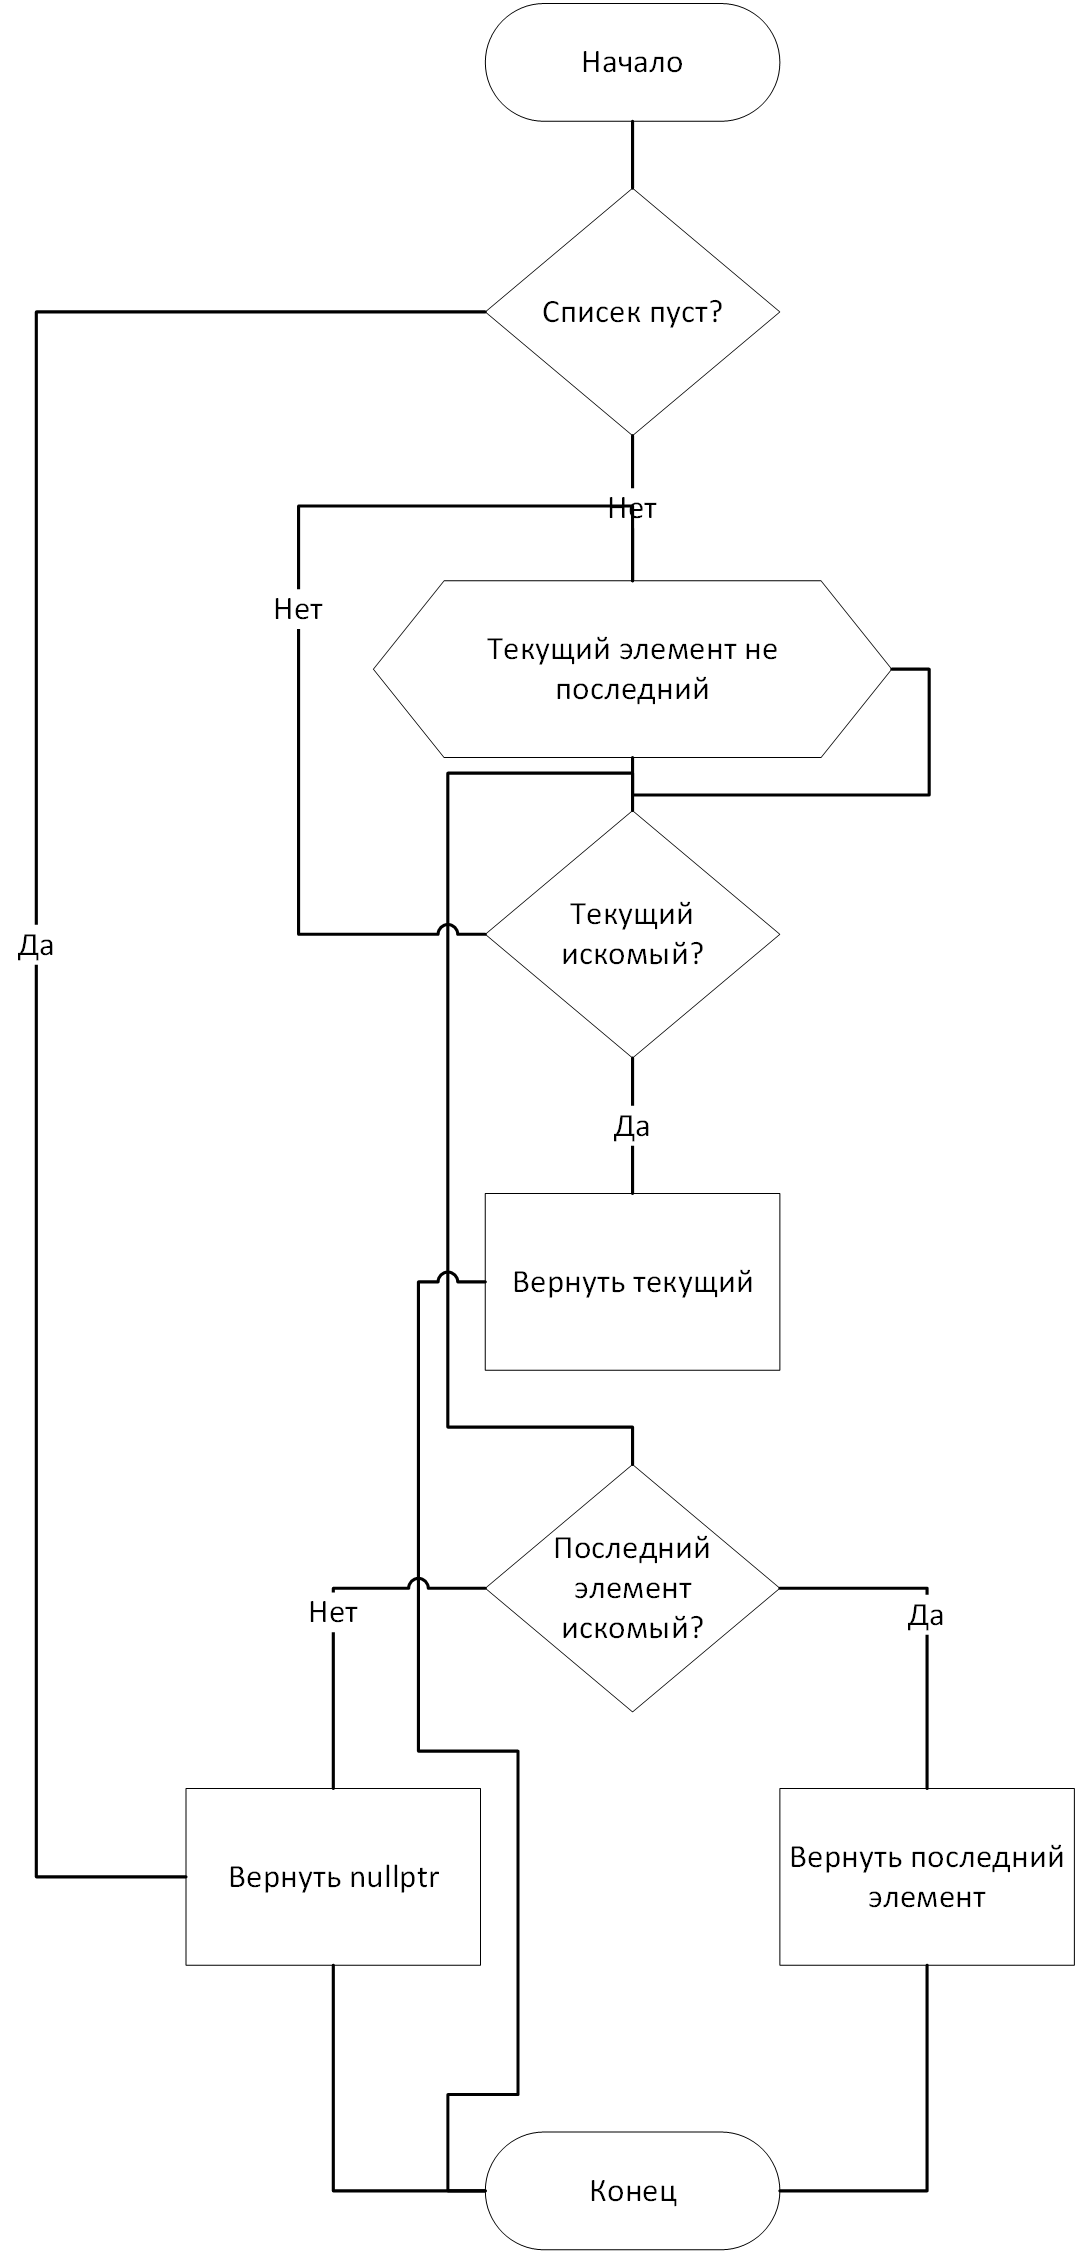 Начало
Списек пуст?
Нет
Нет
Текущий элемент не
последний
Текущий
искомый?
Да
Да
Вернуть текущий
Последний
элемент
искомый?
Нет
Да
Вернуть nullptr
Вернуть последний
элемент
Конец